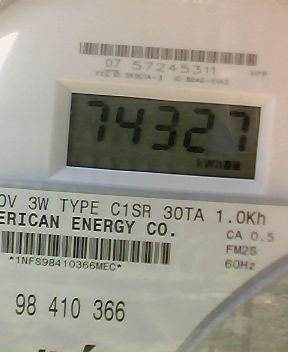 07 57245311
74327
kWh
0V 3W TYPE C1SR 30TA 1.0Kh
ERICAN ENERGY CO.
CA 0.5
FM2S
*1NFS98410366MEC*
60Hz
98 410 366